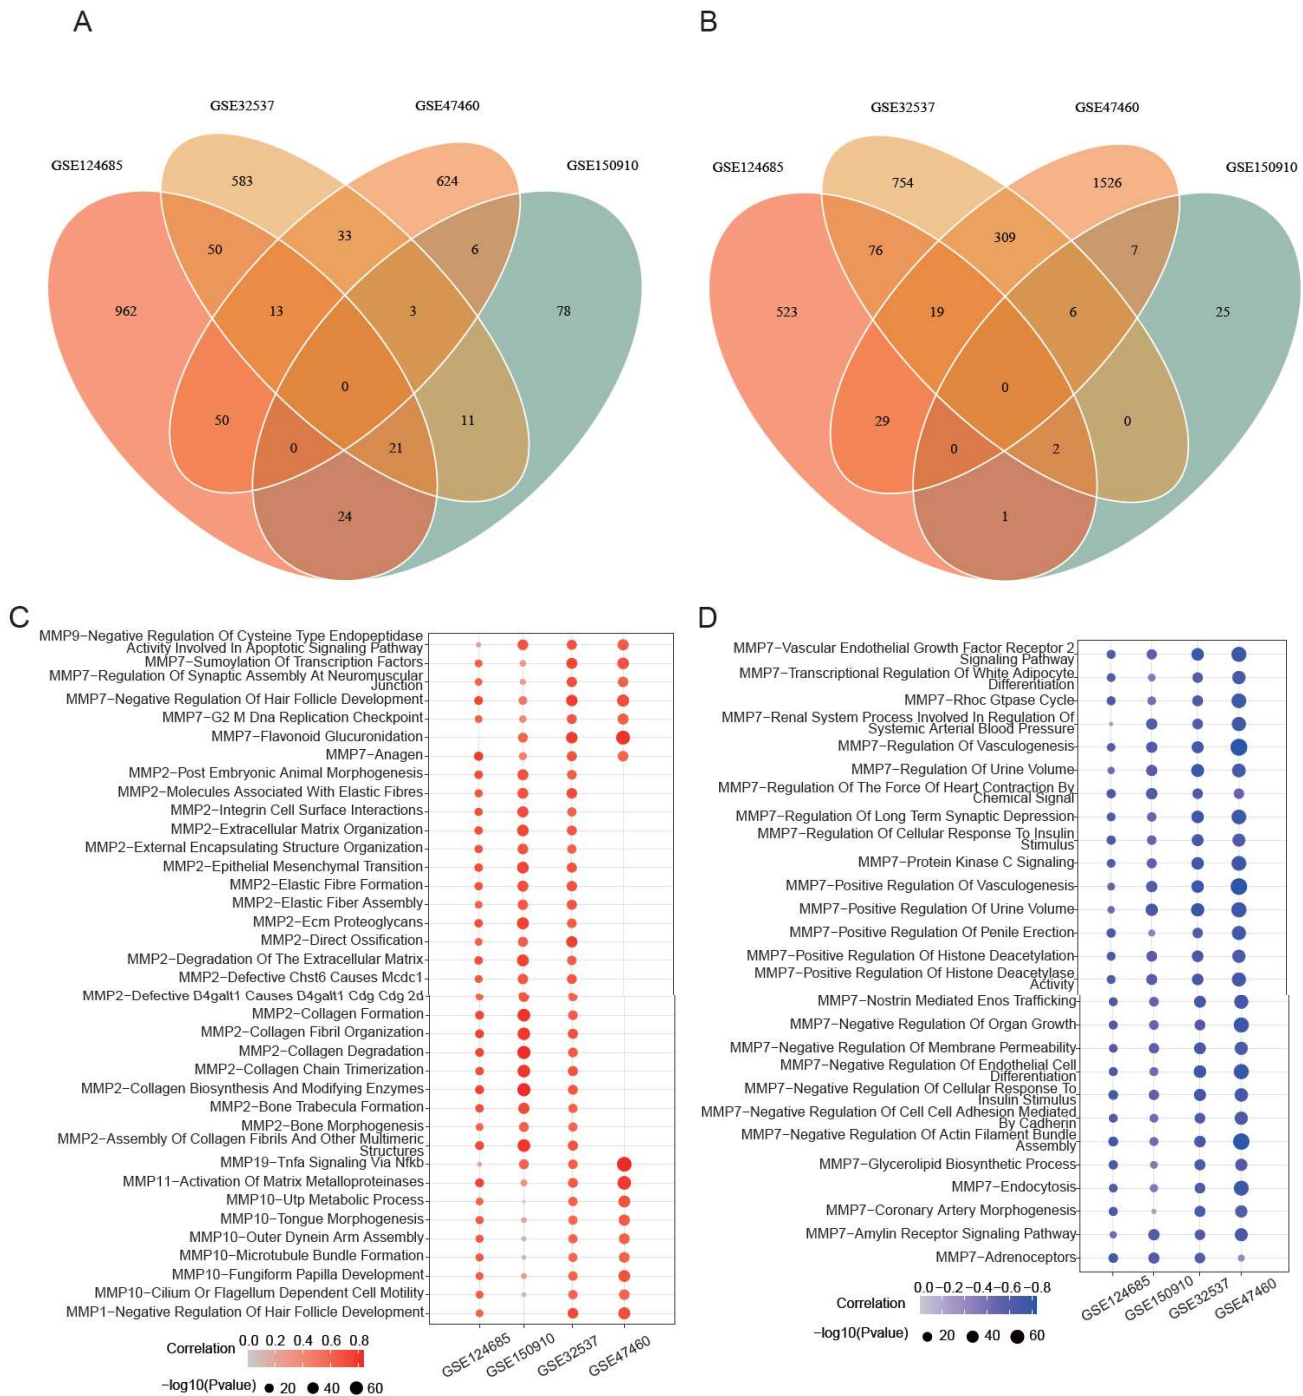 A
B
GSE32537
GSE47460
GSE124685
GSE150910
583
624
50
33
6
962
13
3
78
0
50
11
0
21
24
GSE32537
GSE47460
GSE124685
GSE150910
754
1526
76
309
7
523
19
6
25
0
29
0
0
2
1
C
MMP9−Negative Regulation Of Cysteine Type Endopeptidase
Activity Involved In Apoptotic Signaling Pathway
MMP7−Sumoylation Of Transcription Factors
MMP7−Regulation Of Synaptic Assembly At Neuromuscular
Junction
MMP7−Negative Regulation Of Hair Follicle Development
MMP7−G2 M Dna Replication Checkpoint
MMP7−Flavonoid Glucuronidation
MMP7−Anagen
MMP2−Post Embryonic Animal Morphogenesis
MMP2−Molecules Associated With Elastic Fibres
MMP2−Integrin Cell Surface Interactions
MMP2−Extracellular Matrix Organization
MMP2−External Encapsulating Structure Organization
MMP2−Epithelial Mesenchymal Transition
MMP2−Elastic Fibre Formation
MMP2−Elastic Fiber Assembly
MMP2−Ecm Proteoglycans
MMP2−Direct Ossification
MMP2−Degradation Of The Extracellular Matrix
MMP2−Defective Chst6 Causes Mcdc1
MMP2−Defective B4galt1 Causes B4galt1 Cdg Cdg 2d
MMP2−Collagen Formation
MMP2−Collagen Fibril Organization
MMP2−Collagen Degradation
MMP2−Collagen Chain Trimerization
MMP2−Collagen Biosynthesis And Modifying Enzymes
MMP2−Bone Trabecula Formation
MMP2−Bone Morphogenesis
MMP2−Assembly Of Collagen Fibrils And Other Multimeric
Structures
MMP19−Tnfa Signaling Via Nfkb
MMP11−Activation Of Matrix Metalloproteinases
MMP10−Utp Metabolic Process
MMP10−Tongue Morphogenesis
MMP10−Outer Dynein Arm Assembly
MMP10−Microtubule Bundle Formation
MMP10−Fungiform Papilla Development
MMP10−Cilium Or Flagellum Dependent Cell Motility
MMP1−Negative Regulation Of Hair Follicle Development
GSE124685
GSE150910
GSE32537
GSE47460
Correlation
0.0 0.2 0.4 0.6 0.8
−log10(Pvalue)
20
40
60
D
MMP7−Vascular Endothelial Growth Factor Receptor 2
Signaling Pathway
MMP7−Transcriptional Regulation Of White Adipocyte
Differentiation
MMP7−Rhoc Gtpase Cycle
MMP7−Renal System Process Involved In Regulation Of
Systemic Arterial Blood Pressure
MMP7−Regulation Of Vasculogenesis
MMP7−Regulation Of Urine Volume
MMP7−Regulation Of The Force Of Heart Contraction By
Chemical Signal
MMP7−Regulation Of Long Term Synaptic Depression
MMP7−Regulation Of Cellular Response To Insulin
Stimulus
MMP7−Protein Kinase C Signaling
MMP7−Positive Regulation Of Vasculogenesis
MMP7−Positive Regulation Of Urine Volume
MMP7−Positive Regulation Of Penile Erection
MMP7−Positive Regulation Of Histone Deacetylation
MMP7−Positive Regulation Of Histone Deacetylase
Activity
MMP7−Nostrin Mediated Enos Trafficking
MMP7−Negative Regulation Of Organ Growth
MMP7−Negative Regulation Of Membrane Permeability
MMP7−Negative Regulation Of Endothelial Cell
Differentiation
MMP7−Negative Regulation Of Cellular Response To
Insulin Stimulus
MMP7−Negative Regulation Of Cell Cell Adhesion Mediated
By Cadherin
MMP7−Negative Regulation Of Actin Filament Bundle
Assembly
MMP7−Glycerolipid Biosynthetic Process
MMP7−Endocytosis
MMP7−Coronary Artery Morphogenesis
MMP7−Amylin Receptor Signaling Pathway
MMP7−Adrenoceptors
GSE124685
GSE150910
GSE32537
GSE47460
0.0−0.2−0.4−0.6−0.8
Correlation
−log10(Pvalue)
20
40
60